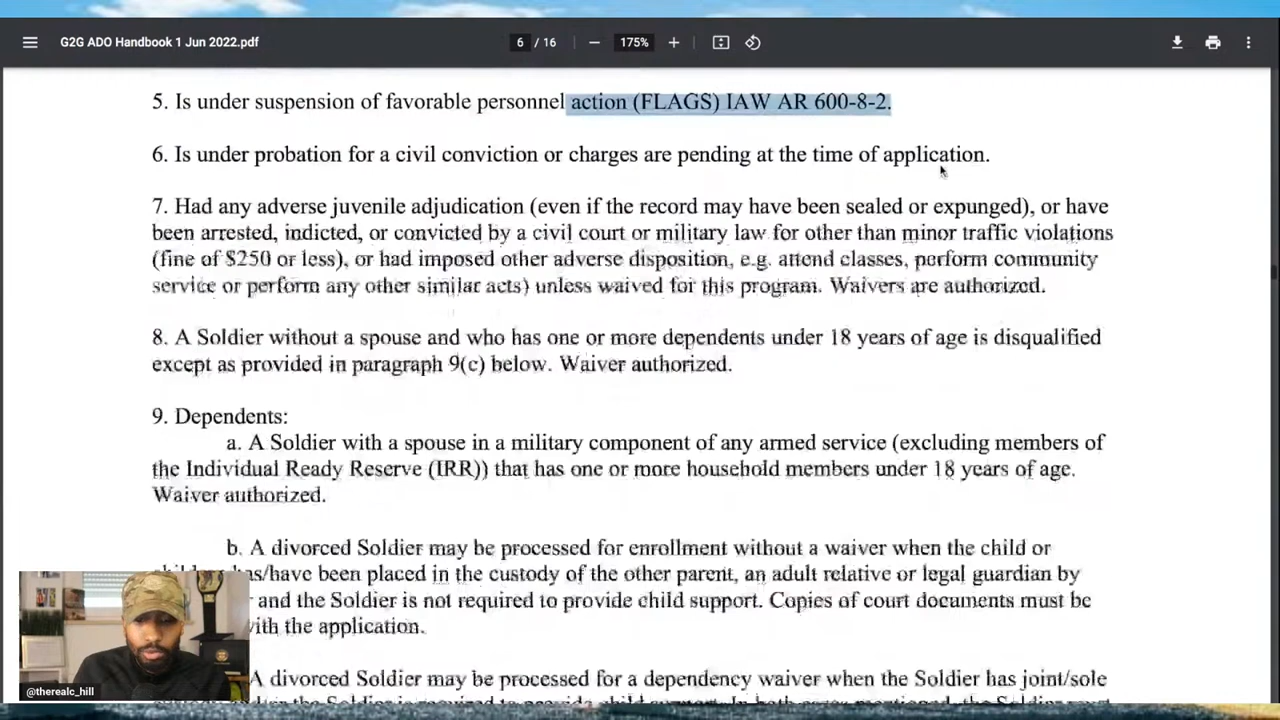 G2G ADO Handbook 1 Jun 2022.pdf
6 / 16
175%
5. Is under suspension of favorable personnel action (FLAGS) IAW AR 600-8-2.
6. Is under probation for a civil conviction or charges are pending at the time of application.
7. Had any adverse juvenile adjudication (even if the record may have been sealed or expunged), or have
been arrested, indicted, or convicted by a civil court or military law for other than minor traffic violations
(fine of $250 or less), or had imposed other adverse disposition, e.g. attend classes, perform community
service or perform any other similar acts) unless waived for this program. Waivers are authorized.
8. A Soldier without a spouse and who has one or more dependents under 18 years of age is disqualified
except as provided in paragraph 9(c) below. Waiver authorized.
9. Dependents:
a. A Soldier with a spouse in a military component of any armed service (excluding members of
the Individual Ready Reserve (IRR)) that has one or more household members under 18 years of age.
Waiver authorized.
b. A divorced Soldier may be processed for enrollment without a waiver when the child or
has/have been placed in the custody of the other parent, an adult relative or legal guardian by
and the Soldier is not required to provide child support. Copies of court documents must be
with the application.
A divorced Soldier may be processed for a dependency waiver when the Soldier has joint/sole
@therealc_hill